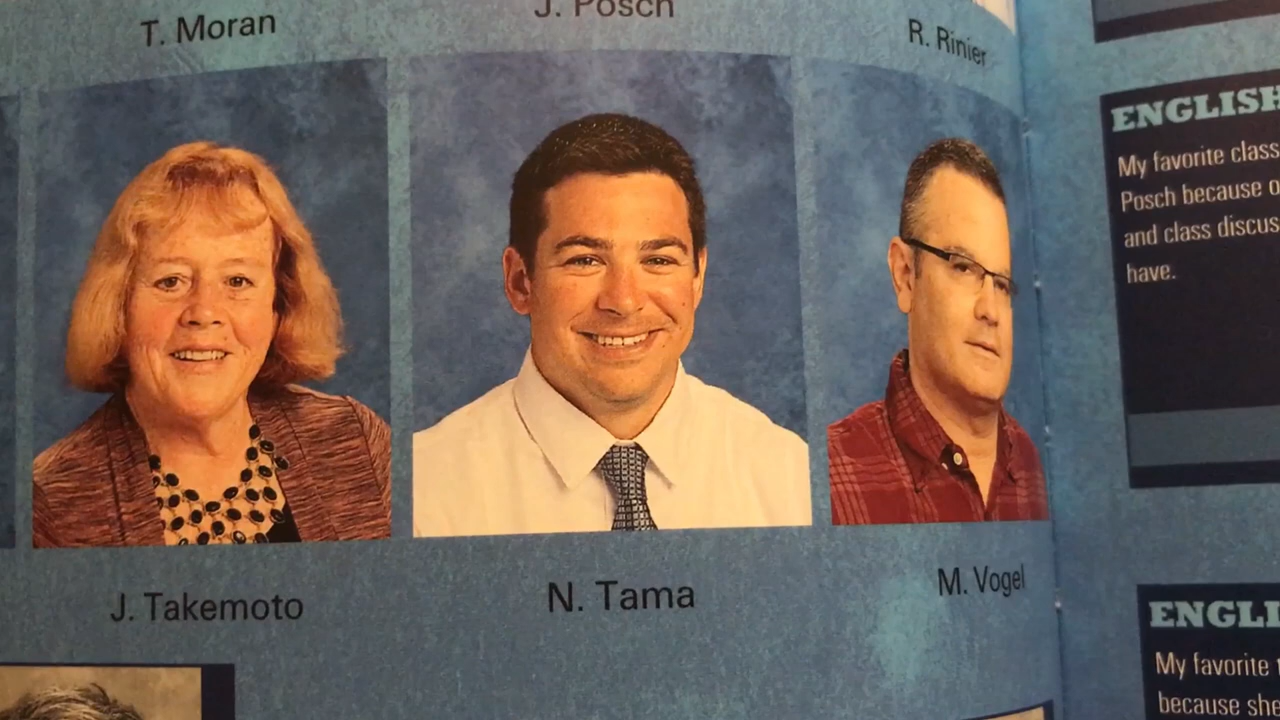 T. Moran
J. Posch
R. Rinier
J. Takemoto
N. Tama
M. Vogel
ENGLISH
My favorite class
Posch because o
and class discus
have.
ENGLI
My favorite
because she